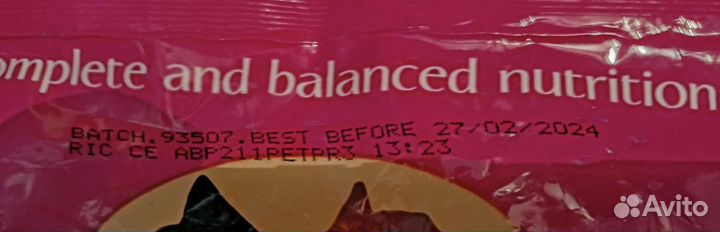 omplete and balanced nutrition
BATCH.93507.BEST BEFORE 27/02/2024
RIC CE ABP211PETPR3 13:23
Avito